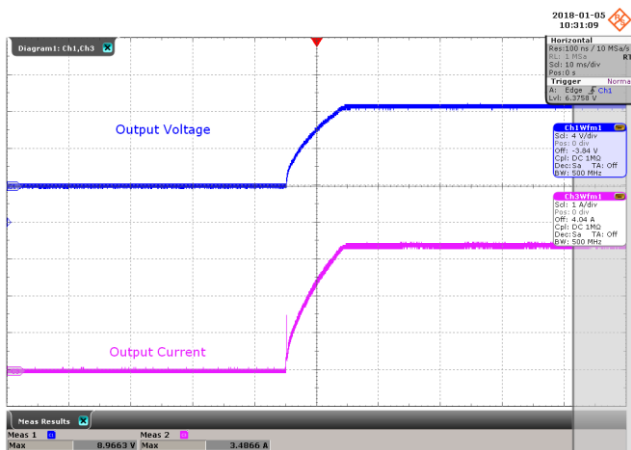 2018-01-05
10:31:09
Diagram1: Ch1,Ch3
Horizontal
Res:100 ns / 10 MSa/s
RL: 1 MSa RT
Scl: 10 ms/div
Pos:0 s
Trigger Norma
A: Edge Ch1
Lvl: 6.3758 V
Output Voltage
Ch1Wfm1
Scl: 4 V/div
Pos: 0 div
Off: -3.84 V
Cpl: DC 1MΩ
Dec:Sa TA: Off
BW: 500 MHz
Ch3Wfm1
Scl: 1 A/div
Pos: 0 div
Off: 4.04 A
Cpl: DC 1MΩ
Dec:Sa TA: Off
BW: 500 MHz
Output Current
Meas Results
Meas 1 Meas 2
Max 8.9663 V Max 3.4866 A